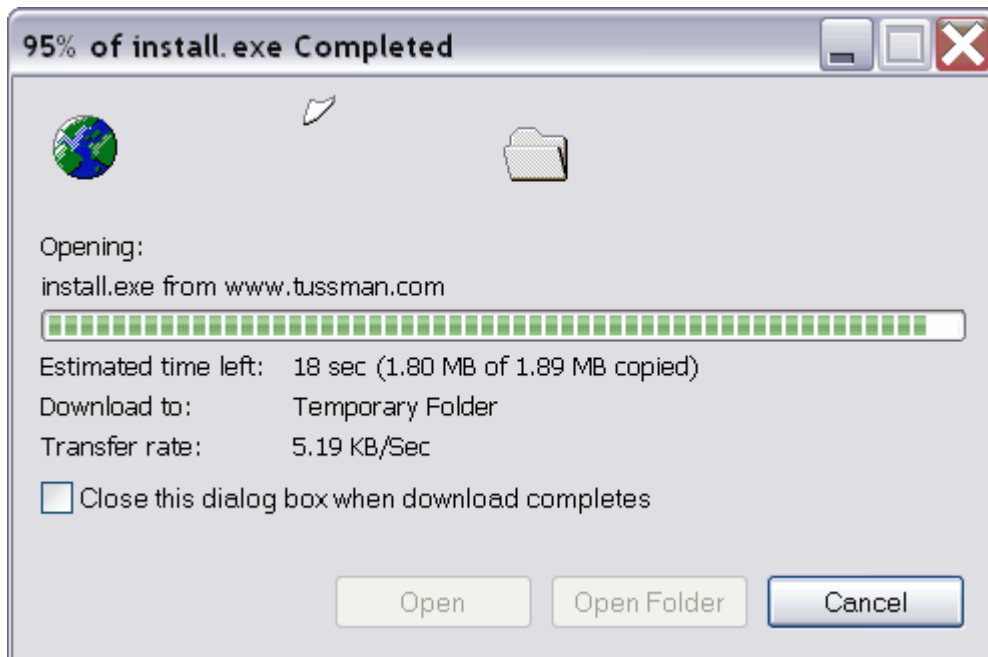 95% of install.exe Completed
Opening:
install.exe from www.tussman.com
Estimated time left: 18 sec (1.80 MB of 1.89 MB copied)
Download to: Temporary Folder
Transfer rate: 5.19 KB/Sec
Close this dialog box when download completes
Open Open Folder Cancel